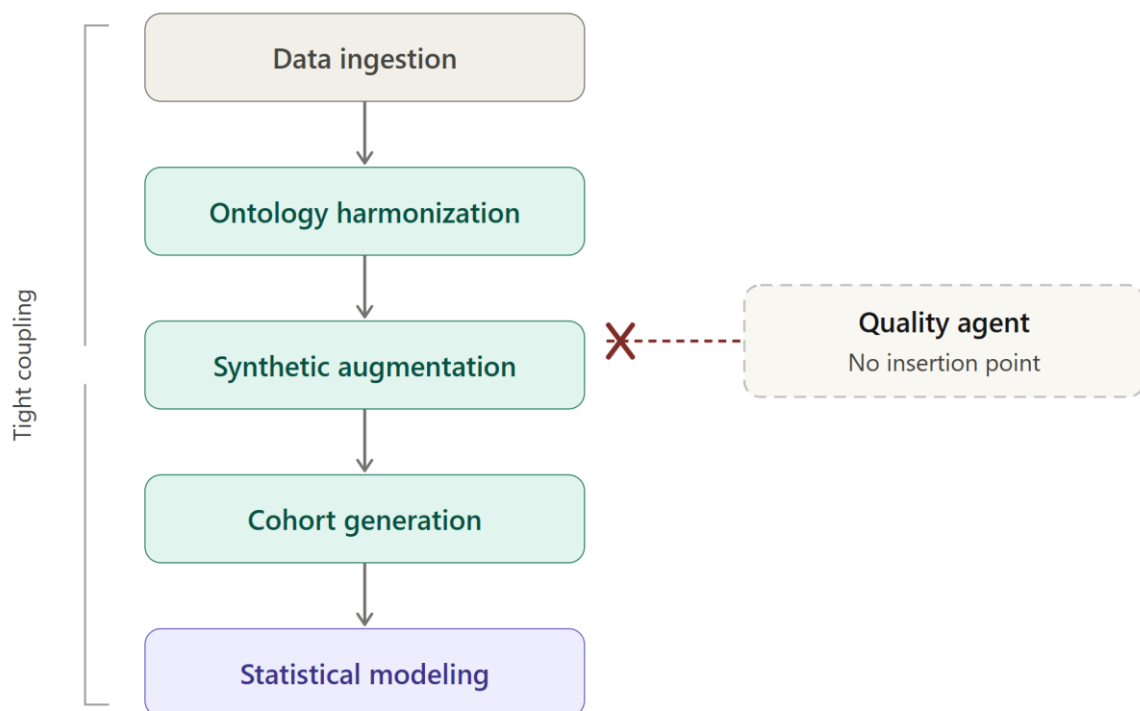 Data ingestion
Ontology harmonization
Tight coupling
Synthetic augmentation
Quality agent
No insertion point
Cohort generation
Statistical modeling